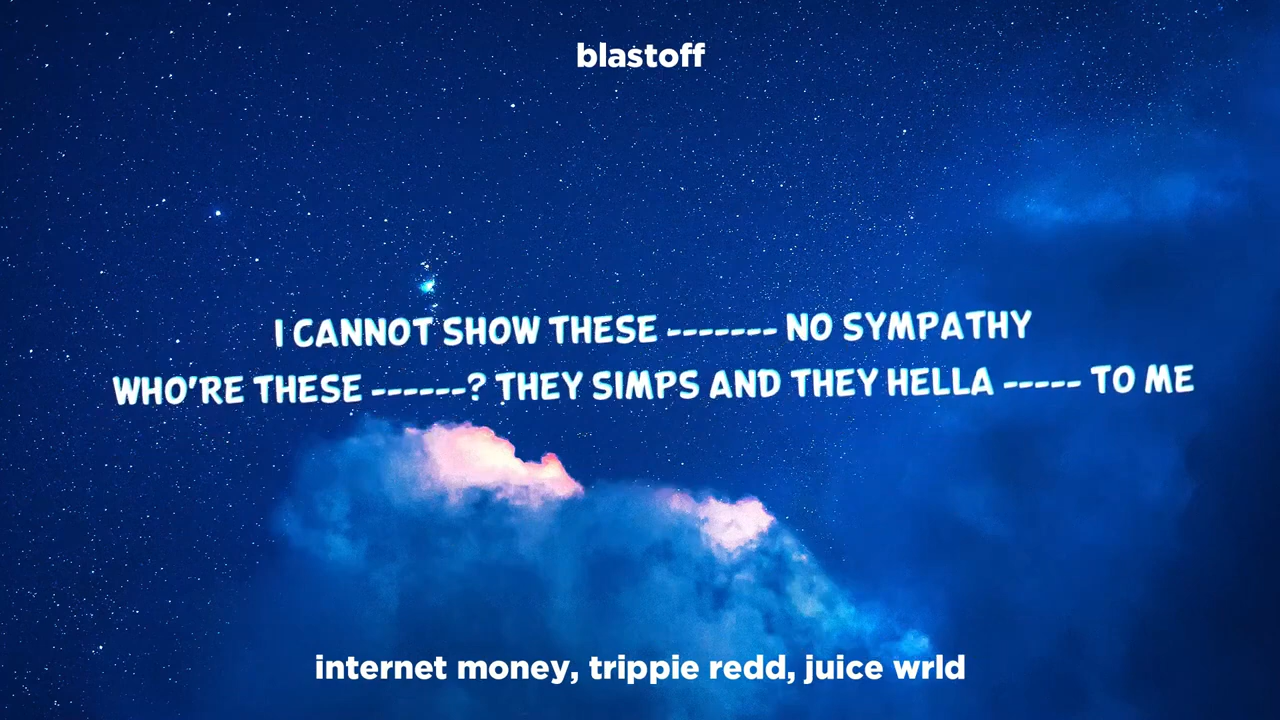 blastoff
I CANNOT SHOW THESE ------- NO SYMPATHY
WHO'RE THESE ------? THEY SIMPS AND THEY HELLA ----- TO ME
internet money, trippie redd, juice wrld